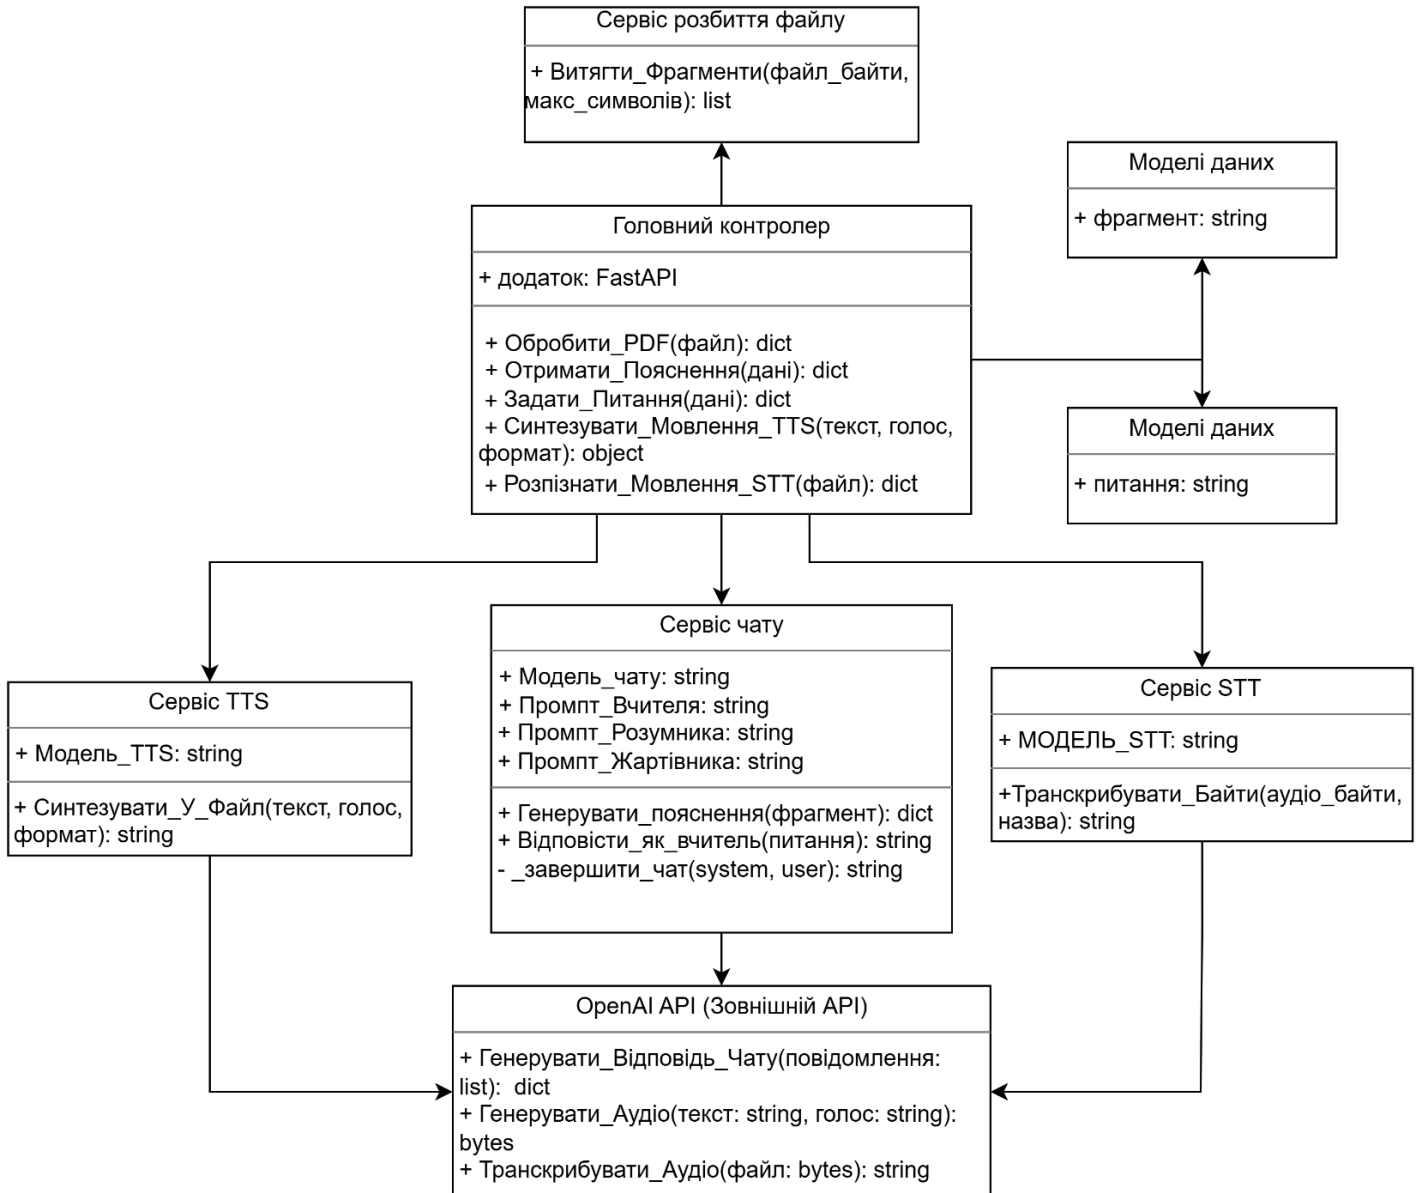 Сервіс розбиття файлу
+ Витягти_Фрагменти(файл_байти,
макс_символів): list
Моделі даних
+ фрагмент: string
Головний контролер
+ додаток: FastAPI
+ Обробити_PDF(файл): dict
+ Отримати_Пояснення(дані): dict
+ Задати_Питання(дані): dict
+ Синтезувати_Мовлення_TTS(текст, голос,
формат): object
+ Розпізнати_Мовлення_STT(файл): dict
Моделі даних
+ питання: string
Сервіс TTS
+ Модель_TTS: string
+ Синтезувати_У_Файл(текст, голос,
формат): string
Сервіс чату
+ Модель_чату: string
+ Промпт_Вчителя: string
+ Промпт_Розумника: string
+ Промпт_Жартівника: string
+ Генерувати_пояснення(фрагмент): dict
+ Відповісти_як_вчитель(питання): string
- _завершити_чат(system, user): string
Сервіс STT
+ МОДЕЛЬ_STT: string
+Транскрибувати_Байти(аудіо_байти,
назва): string
OpenAI API (Зовнішній API)
+ Генерувати_Відповідь_Чату(повідомлення:
list):  dict
+ Генерувати_Аудіо(текст: string, голос: string):
bytes
+ Транскрибувати_Аудіо(файл: bytes): string